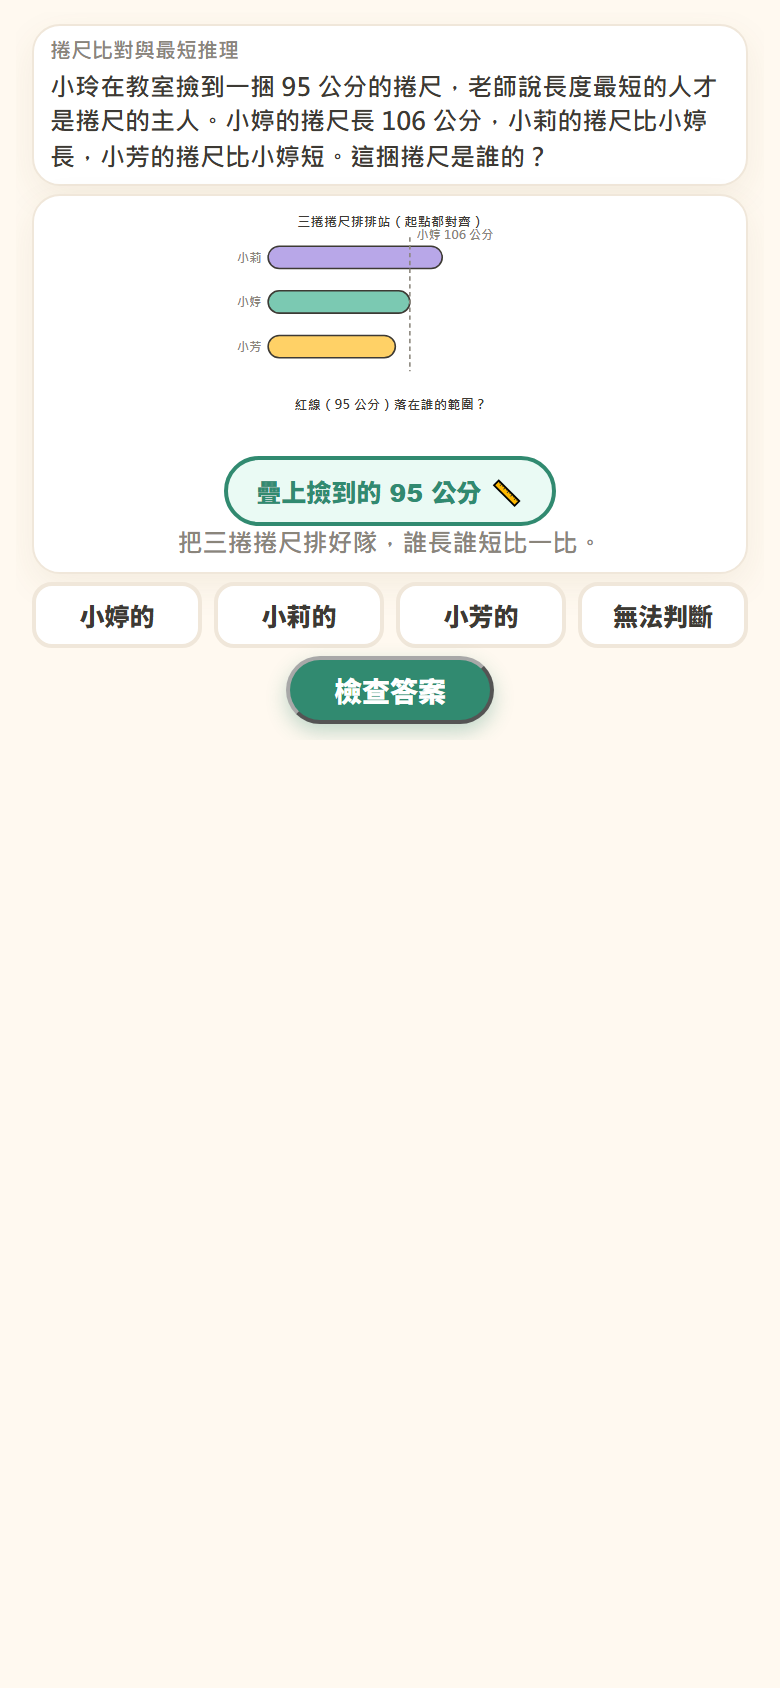 捲尺比對與最短推理
小玲在教室撿到一捆 95 公分的捲尺，老師說長度最短的人才
是捲尺的主人。小婷的捲尺長 106 公分，小莉的捲尺比小婷
長，小芳的捲尺比小婷短。這捆捲尺是誰的？
三捲捲尺排排站（起點都對齊）
小婷 106 公分
小莉
小婷
小芳
紅線（95 公分）落在誰的範圍？
疊上撿到的 95 公分 📏
把三捲捲尺排好隊，誰長誰短比一比。
小婷的
小莉的
小芳的
無法判斷
檢查答案